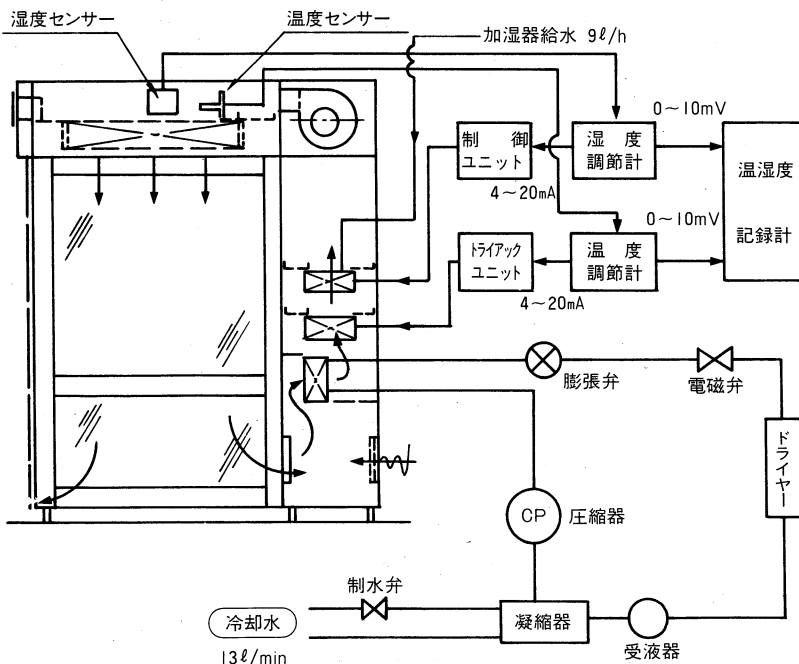 湿度センサー
温度センサー
加湿器給水 9ℓ/h
0~10mV
制御
ユニット
湿度
調節計
温湿度
記録計
4~20mA
0~10mV
トライアック
ユニット
温度
調節計
4~20mA
膨張弁
電磁弁
ドライヤー
CP
圧縮器
制水弁
冷却水
13ℓ/min
凝縮器
受液器